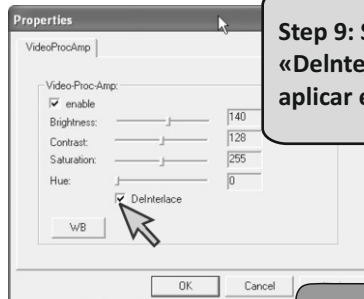 Properties
VideoProcAmp
Step 9:
«DeInte
aplicar
Video-Proc-Amp:
enable
Brightness: 140
Contrast: 128
Saturation: 255
Hue: 0
DeInterlace
WB
OK Cancel